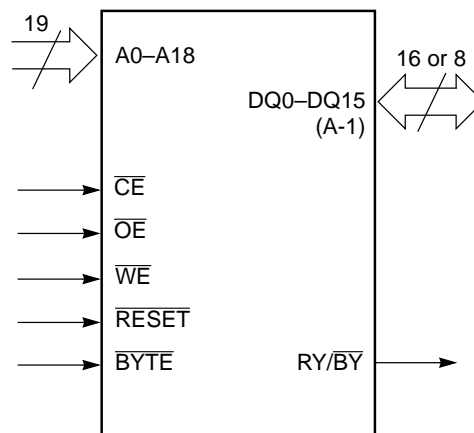 19
A0–A18
16 or 8
DQ0–DQ15
(A-1)
CE
OE
WE
RESET
BYTE
RY/BY